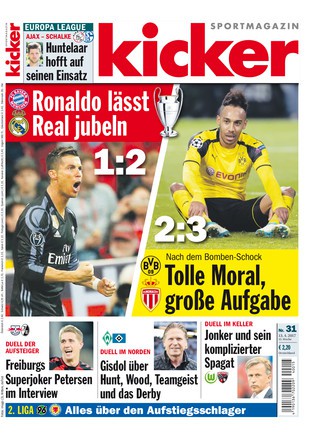 kicker
EUROPA LEAGUE
AJAX – SCHALKE
Huntelaar
hofft auf
seinen Einsatz
SPORTMAGAZIN
kicker
Ronaldo lässt
Real jubeln
1:2
EVONIK
2:3
BVB
09
Nach dem Bomben-Schock
Tolle Moral,
große Aufgabe
DUELL DER
AUFSTEIGER
Freiburgs
Superjoker Petersen
im Interview
DUELL IM NORDEN
Gisdol über
Hunt, Wood, Teamgeist
und das Derby
DUELL IM KELLER
Jonker und sein
komplizierter
Spagat
Nr. 31
€ 2,20
2. LIGA
96
Alles über den Aufstiegsschlager